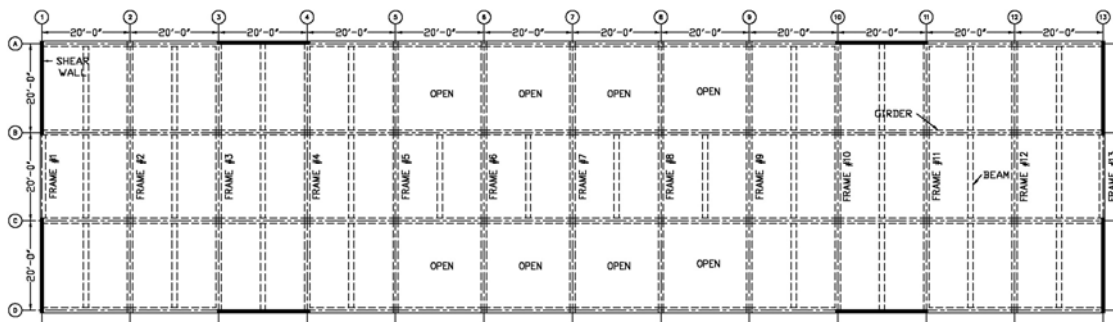 1 2 3 4 5 6 7 8 9 10 11 12 13
20'-0" 20'-0" 20'-0" 20'-0" 20'-0" 20'-0" 20'-0" 20'-0" 20'-0" 20'-0" 20'-0" 20'-0"
A
SHEAR
WALL
20'-0"
OPEN OPEN OPEN OPEN
GIRDER
B
20'-0"
FRAME #1 FRAME #2 FRAME #3 FRAME #4 FRAME #5 FRAME #6 FRAME #7 FRAME #8 FRAME #9 FRAME #10 FRAME #11 FRAME #12 FRAME #13
BEAM
C
20'-0"
OPEN OPEN OPEN OPEN
D